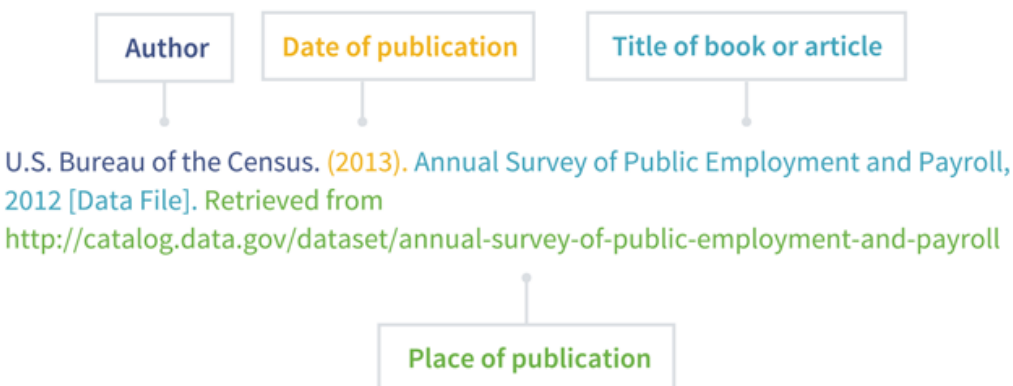 Author
Date of publication
Title of book or article
U.S. Bureau of the Census. (2013). Annual Survey of Public Employment and Payroll,
2012 [Data File]. Retrieved from
http://catalog.data.gov/dataset/annual-survey-of-public-employment-and-payroll
Place of publication